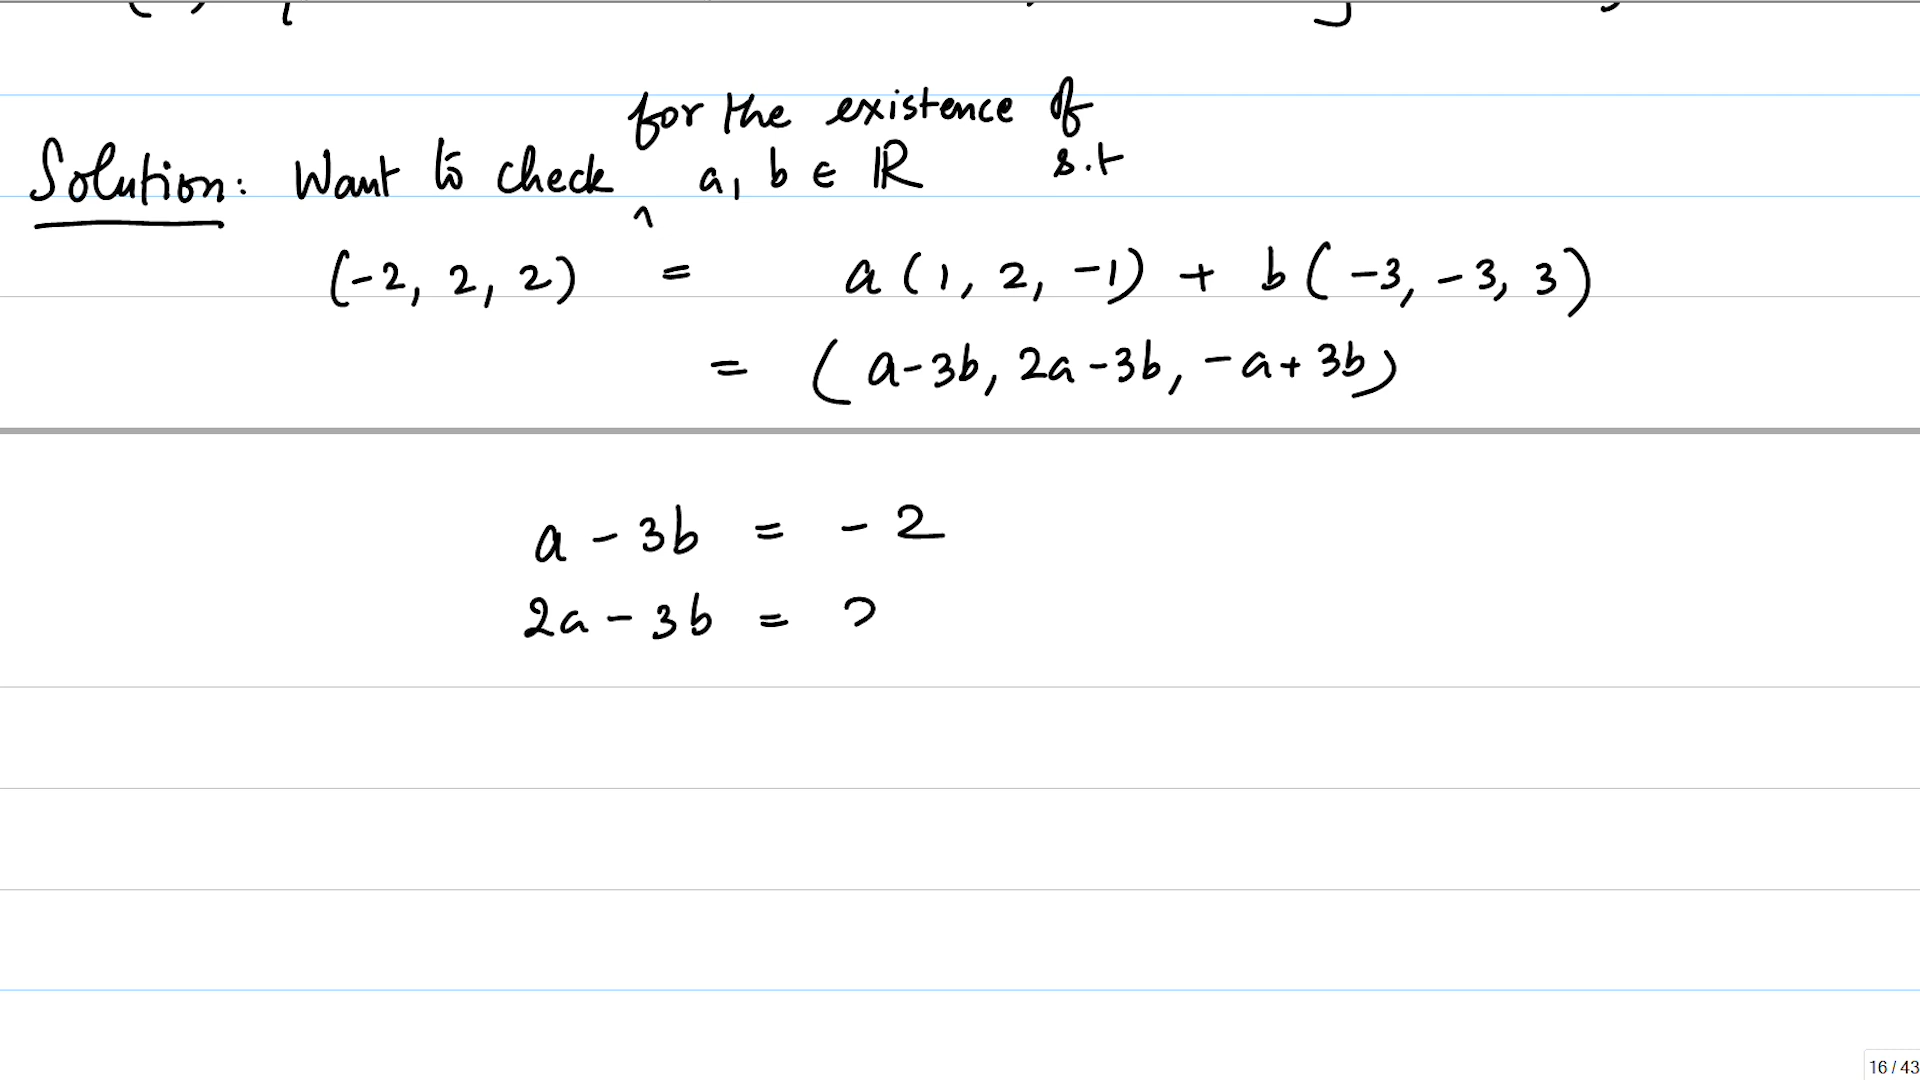 for the existence of
Solution: Want to check ^ a, b ∈ ℝ s.t
(-2, 2, 2) = a(1, 2, -1) + b(-3, -3, 3)
= (a-3b, 2a-3b, -a+3b)
a - 3b = -2
2a - 3b =
16 / 43